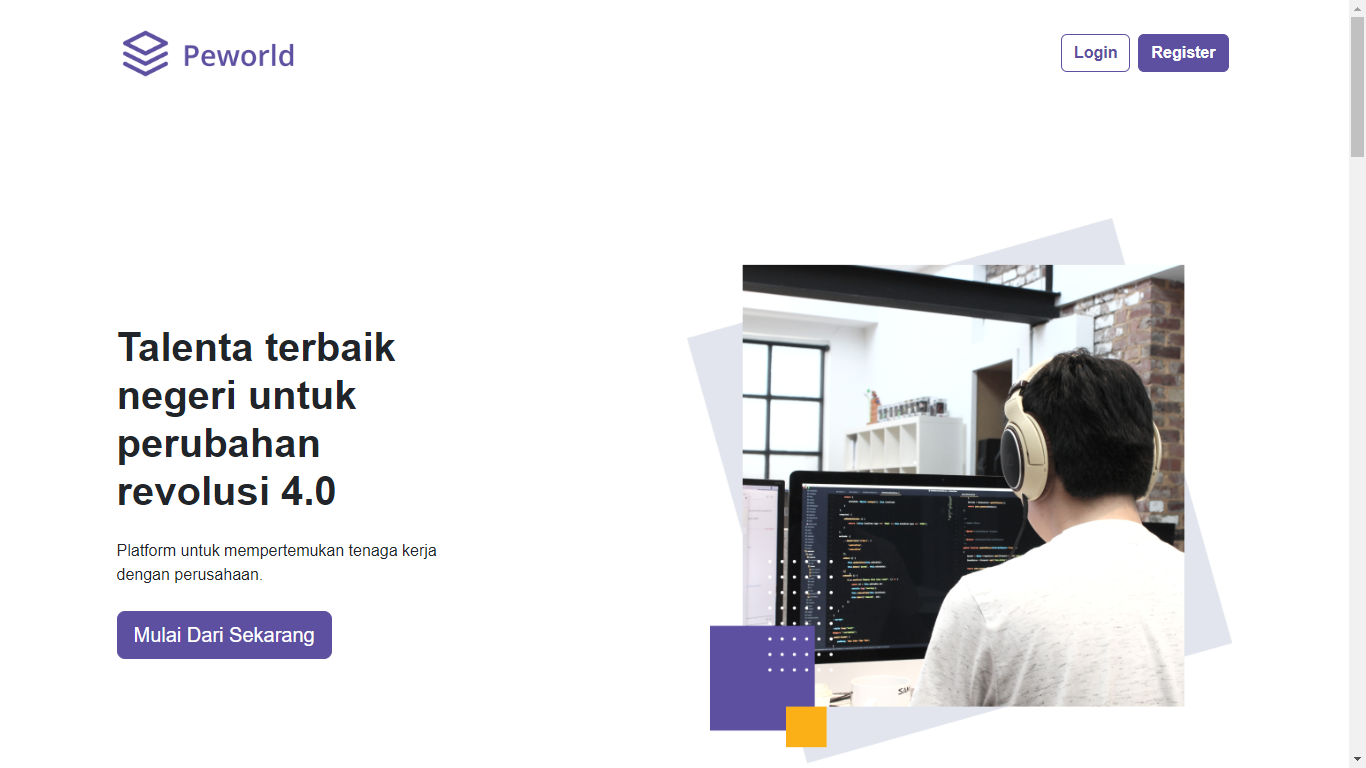 Peworld
Login
Register
Talenta terbaik
negeri untuk
perubahan
revolusi 4.0
Platform untuk mempertemukan tenaga kerja
dengan perusahaan.
Mulai Dari Sekarang